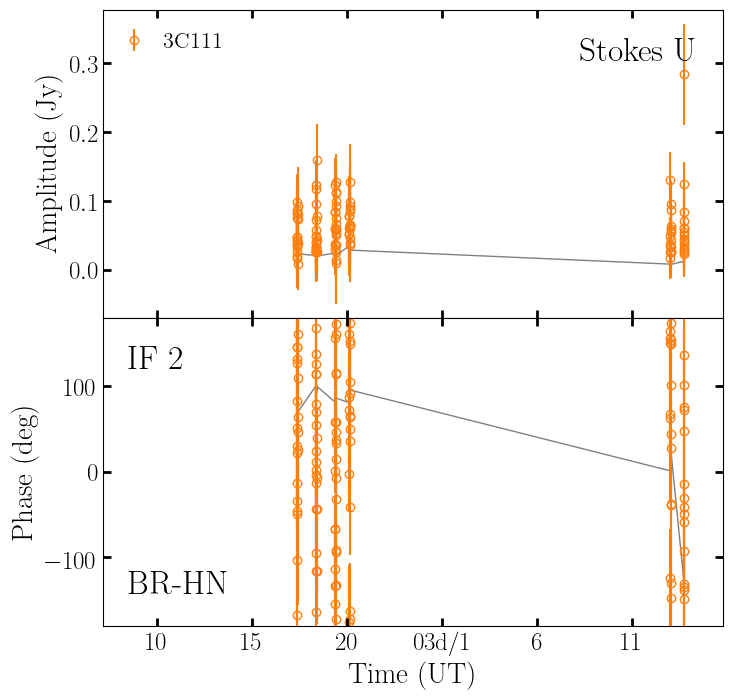 3C111
Stokes U
Amplitude (Jy)
0.3
0.2
0.1
0.0
IF 2
Phase (deg)
100
0
−100
BR-HN
10 15 20 03d/1 6 11
Time (UT)